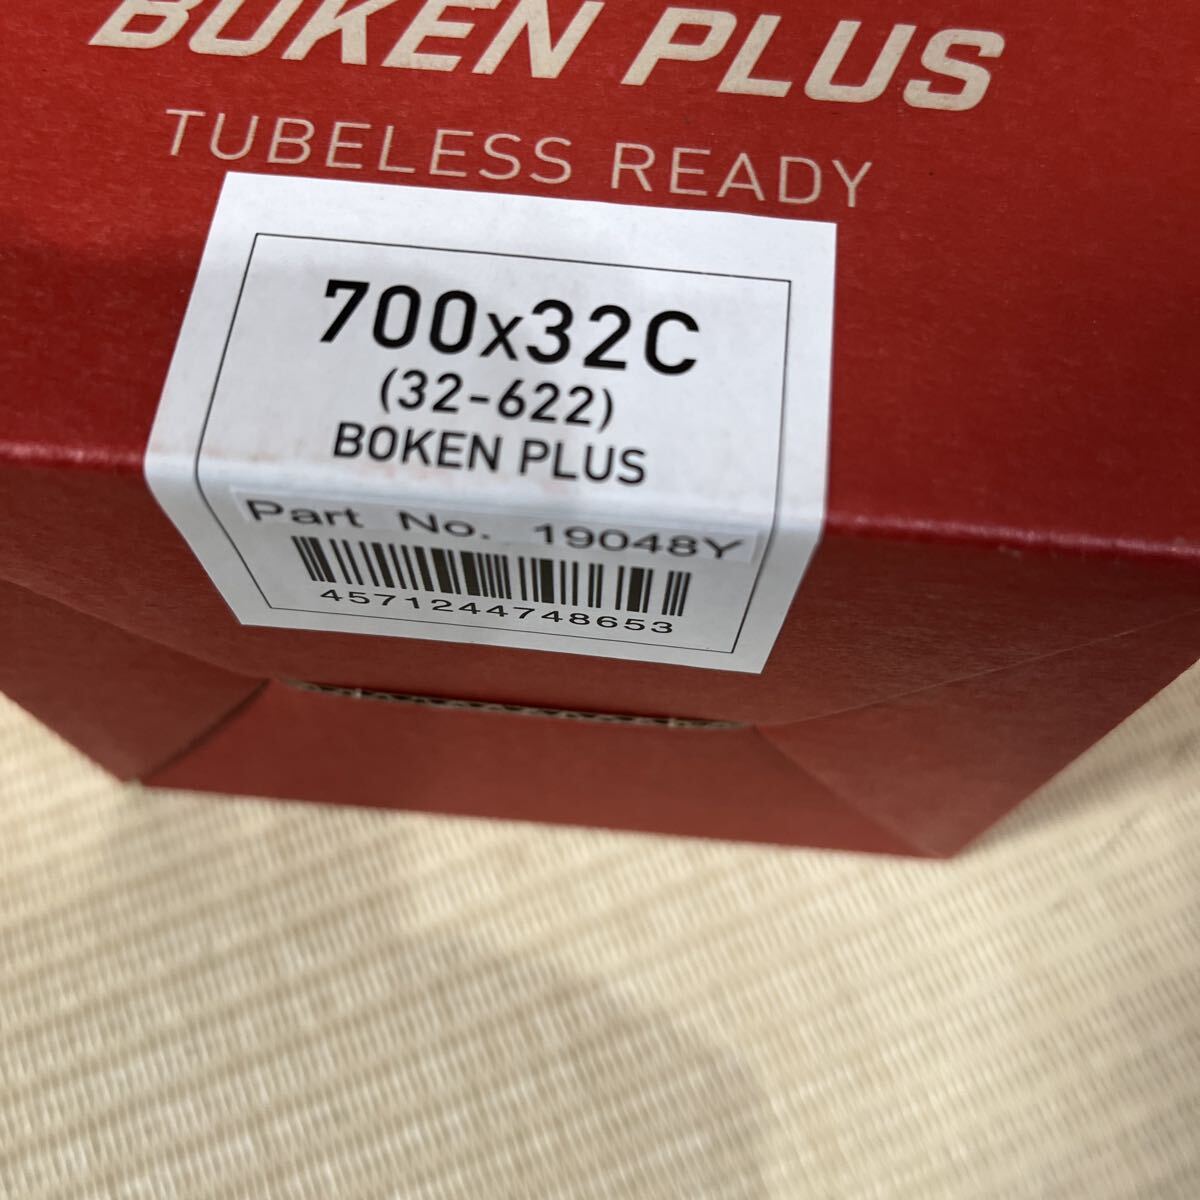 BOKEN PLUS
TUBELESS READY
700x32C
(32-622)
BOKEN PLUS
Part No. 19048Y
4571244748653